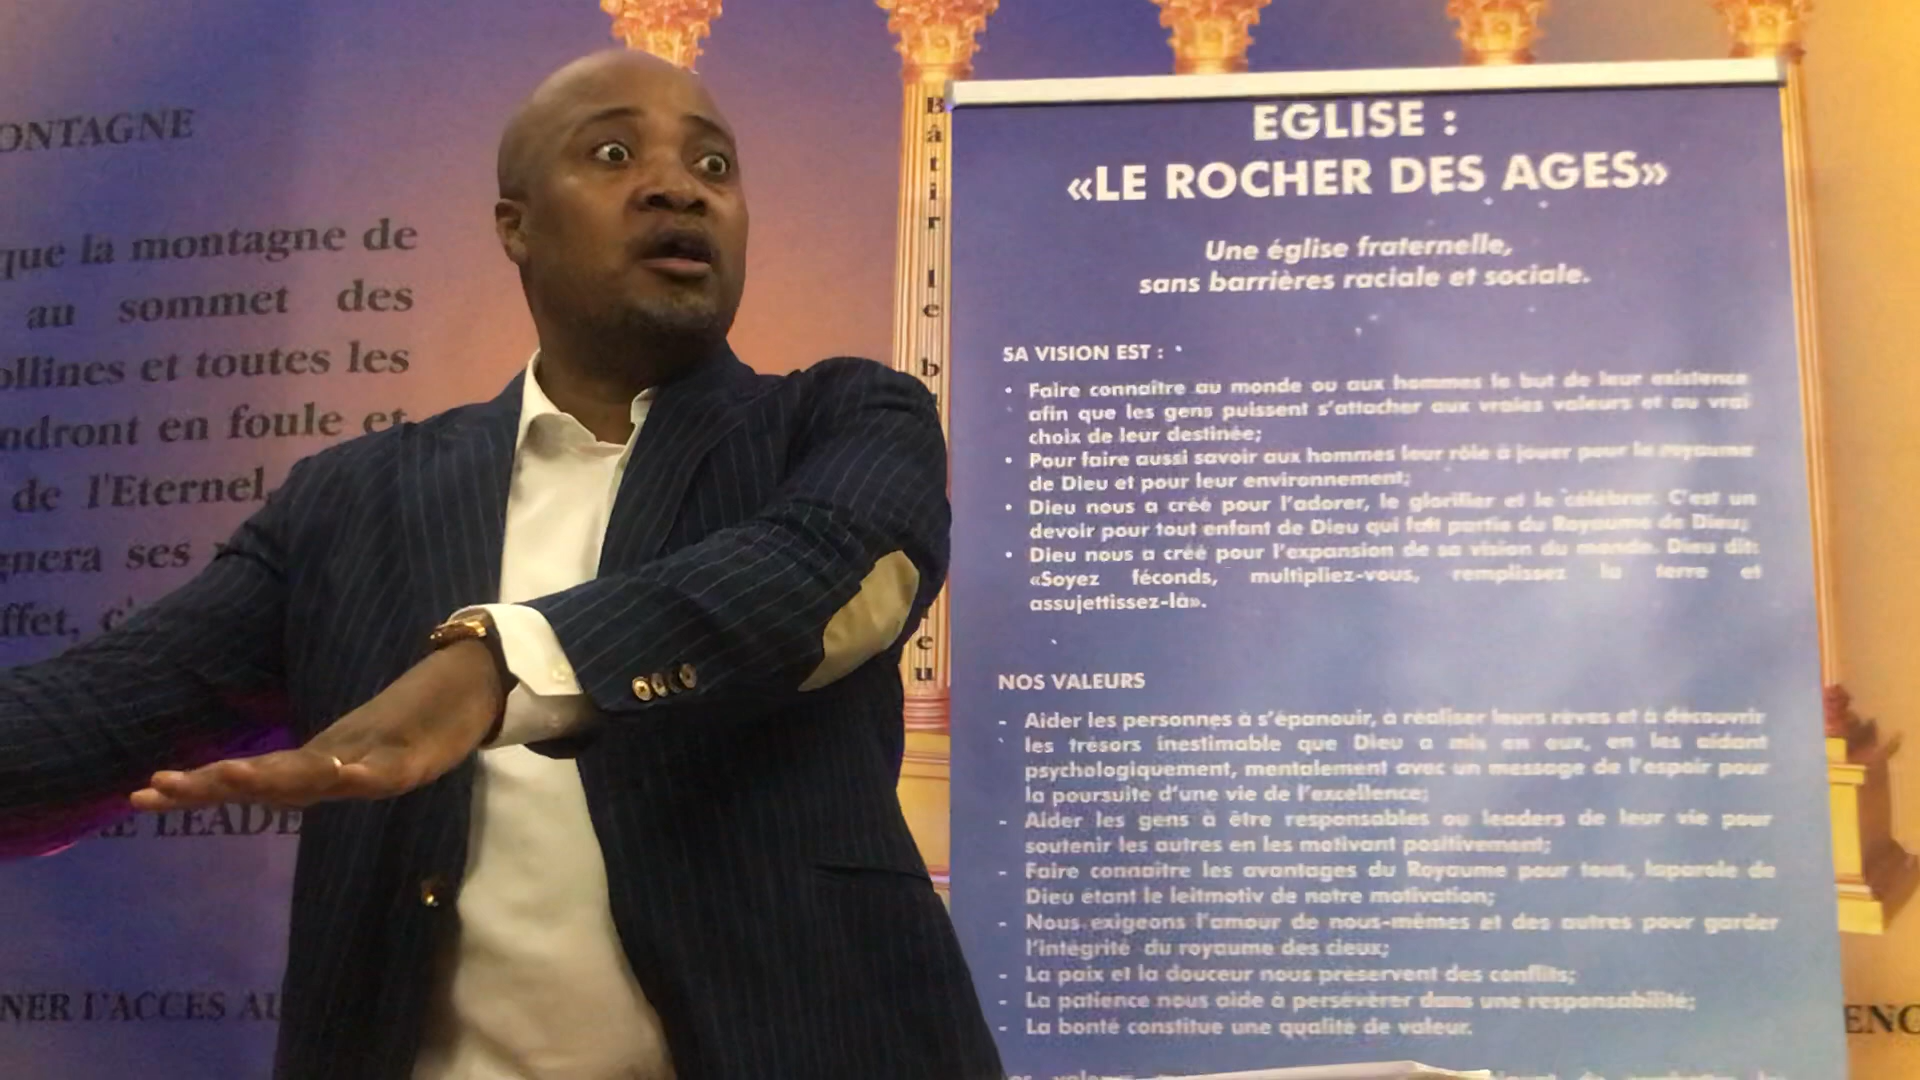 ONTAGNE
que la montagne de
au sommet des
ollines et toutes les
ndront en foule et
de l'Eternel,
gnera ses
ffet,
LEADE
NER L'ACCES AU
Bâtir le
EGLISE :
«LE ROCHER DES AGES»
Une église fraternelle,
sans barrières raciale et sociale.
SA VISION EST :
• Faire connaître au monde ou aux hommes le but de leur existence
afin que les gens puissent s'attacher aux vraies valeurs et au vrai
choix de leur destinée;
• Pour faire aussi savoir aux hommes leur rôle à jouer pour le royaume
de Dieu et pour leur environnement;
• Dieu nous a créé pour l'adorer, le glorifier et le célébrer. C'est un
devoir pour tout enfant de Dieu qui fait partie du Royaume de Dieu;
• Dieu nous a créé pour l'expansion de sa vision du monde. Dieu dit:
«Soyez féconds, multipliez-vous, remplissez la terre et
assujettissez-là».
NOS VALEURS
- Aider les personnes à s'épanouir, à réaliser leurs rêves et à découvrir
les trésors inestimable que Dieu a mis en eux, en les aidant
psychologiquement, mentalement avec un message de l'espoir pour
la poursuite d'une vie de l'excellence;
- Aider les gens à être responsables ou leaders de leur vie pour
soutenir les autres en les motivant positivement;
- Faire connaître les avantages du Royaume pour tous, laparole de
Dieu étant le leitmotiv de notre motivation;
- Nous exigeons l'amour de nous-mêmes et des autres pour garder
l'intégrité du royaume des cieux;
- La paix et la douceur nous préservent des conflits;
- La patience nous aide à persévérer dans une responsabilité;
- La bonté constitue une qualité de valeur.
ENC